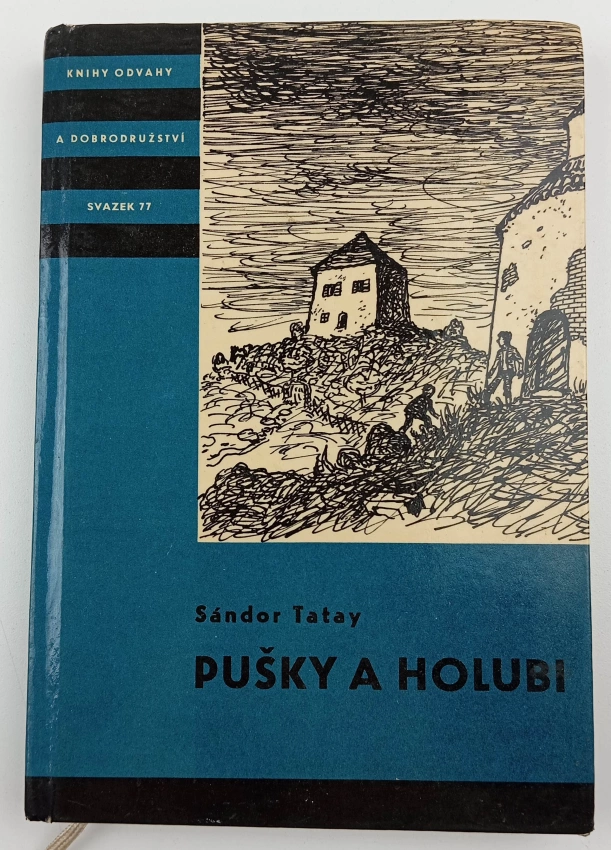 KNIHY ODVAHY
A DOBRODRUŽSTVÍ
SVAZEK 77
Sándor Tatay
PUŠKY A HOLUBI